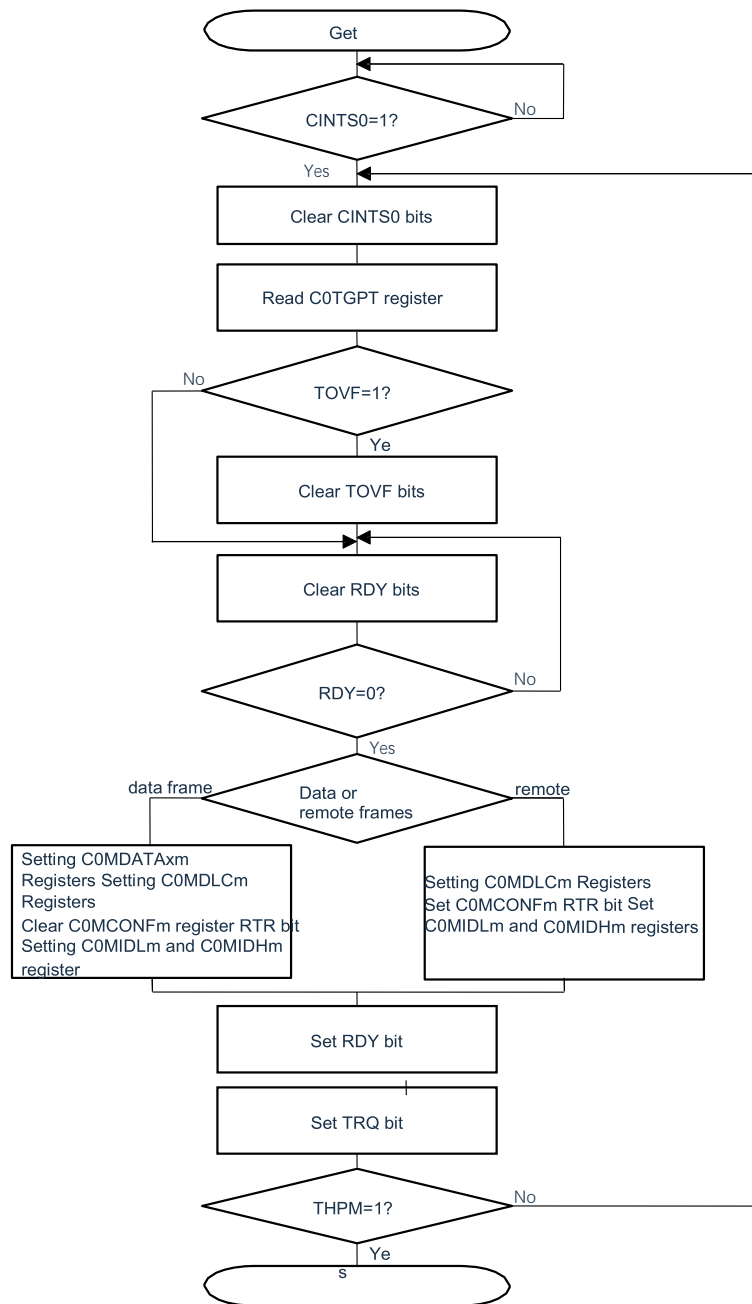 Get
CINTS0=1?
No
Yes
Clear CINTS0 bits
Read C0TGPT register
No
TOVF=1?
Ye
Clear TOVF bits
Clear RDY bits
RDY=0?
No
Yes
data frame
Data or
remote frames
remote
Setting C0MDATAxm
Registers Setting C0MDLCm
Registers
Clear C0MCONFm register RTR bit
Setting C0MIDLm and C0MIDHm
register
Setting C0MDLCm Registers
Set C0MCONFm RTR bit Set
C0MIDLm and C0MIDHm registers
Set RDY bit
Set TRQ bit
THPM=1?
No
Ye
s